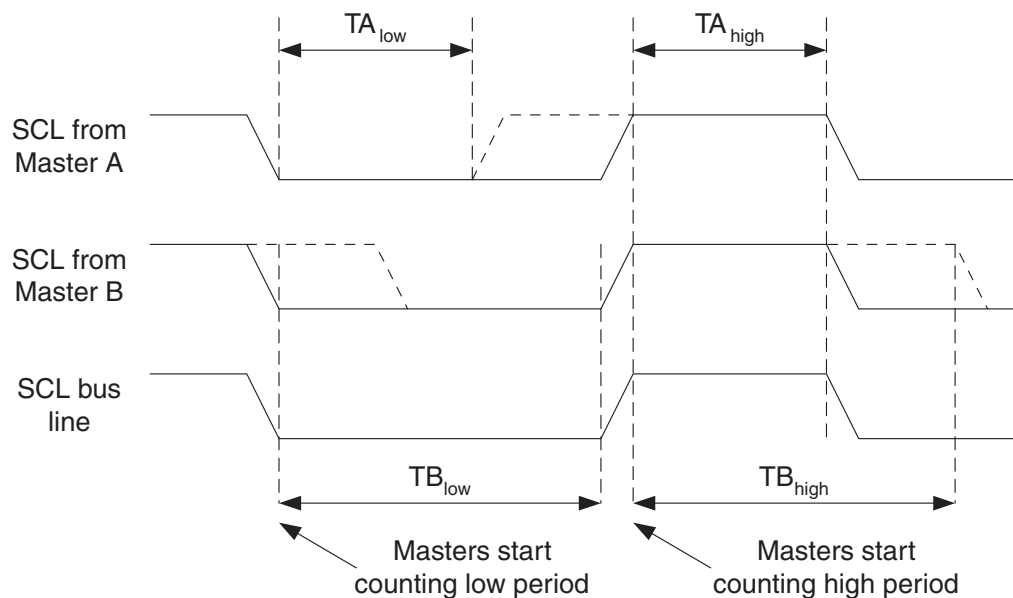 TA low
TA high
SCL from
Master A
SCL from
Master B
SCL bus
line
TB low
TB high
Masters start
counting low period
Masters start
counting high period